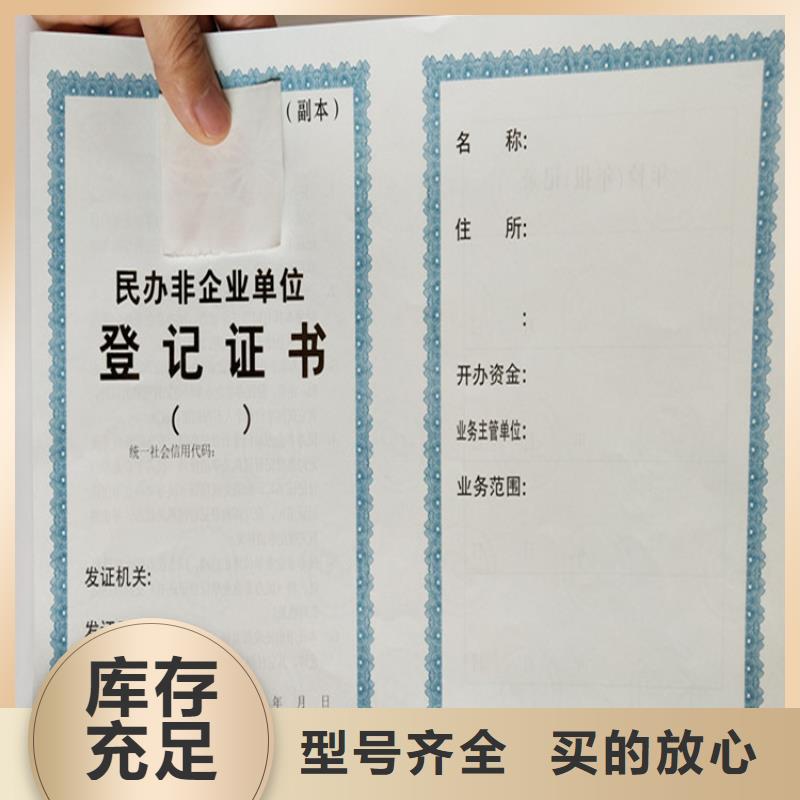 （副本）
民办非企业单位
登记证书
（ ）
统一社会信用代码：
发证机关:
年 月 日
名 称:
住 所:
:
开办资金:
业务主管单位:
业务范围:
库存
充足
型号齐全 买的放心